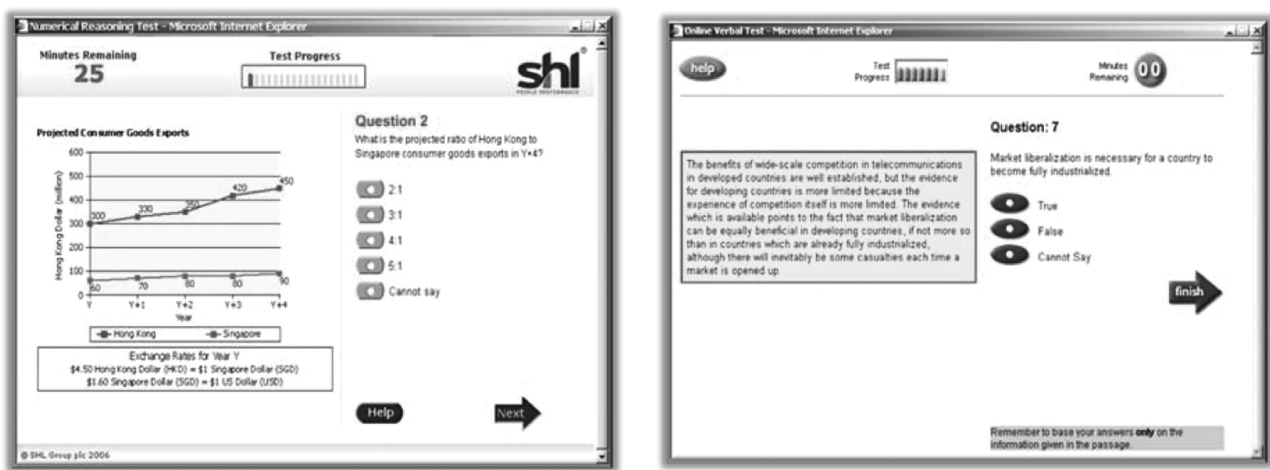 Numerical Reasoning Test - Microsoft Internet Explorer
Minutes Remaining
25
Test Progress
shl®
PEOPLE PERFORMANCE
Projected Consumer Goods Exports
Hong Kong Dollar (million)
600
500
400
300
200
100
0
300
330
350
420
450
60
70
80
80
90
Y
Y+1
Y+2
Y+3
Y+4
Year
Hong Kong
Singapore
Exchange Rates for Year Y
$4.50 Hong Kong Dollar (HKD) = $1 Singapore Dollar (SGD)
$1.60 Singapore Dollar (SGD) = $1 US Dollar (USD)
Question 2
What is the projected ratio of Hong Kong to
Singapore consumer goods exports in Y+4?
2:1
3:1
4:1
5:1
Cannot say
Help
Next
© SHL Group plc 2006
Online Verbal Test - Microsoft Internet Explorer
help
Test
Progress
Minutes
Remaining
00
The benefits of wide-scale competition in telecommunications
in developed countries are well established, but the evidence
for developing countries is more limited because the
experience of competition itself is more limited. The evidence
which is available points to the fact that market liberalization
can be equally beneficial in developing countries, if not more so
than in countries which are already fully industrialized,
although there will inevitably be some casualties each time a
market is opened up.
Question: 7
Market liberalization is necessary for a country to
become fully industrialized.
True
False
Cannot Say
finish
Remember to base your answers only on the
information given in the passage.